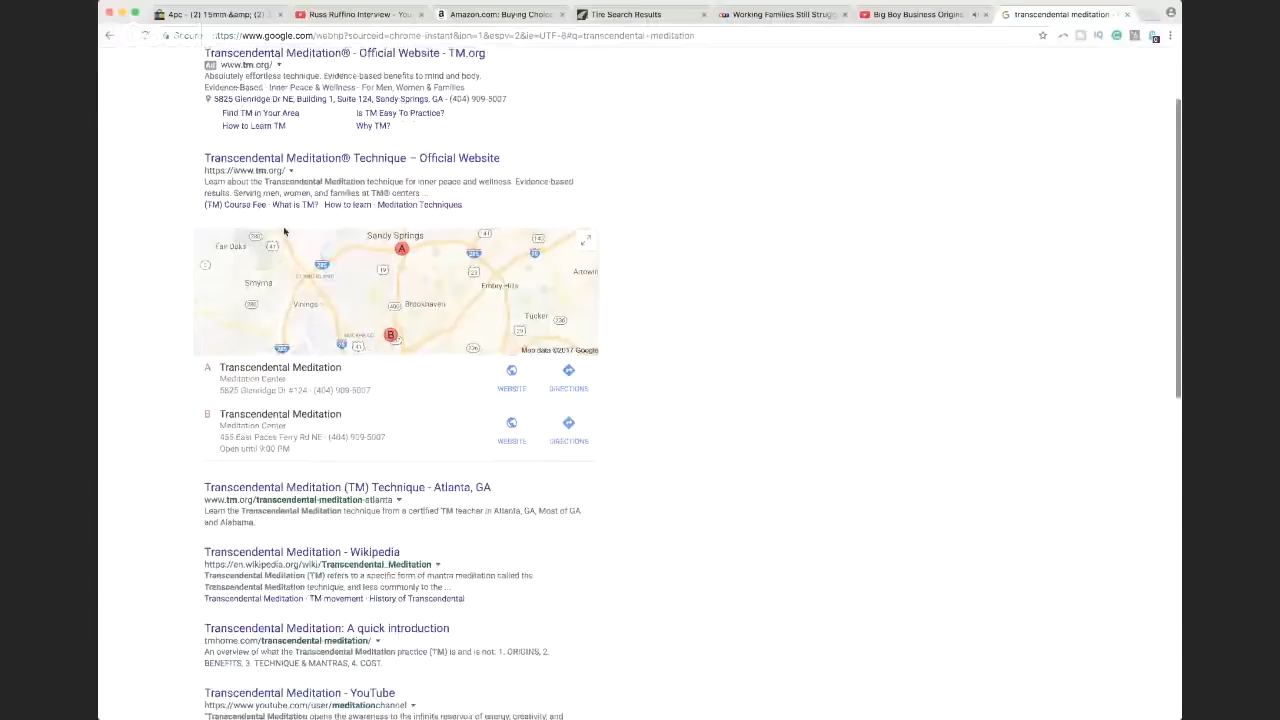 4pc - (2) 15mm &amp; (2)
Russ Ruffino Interview - You
Amazon.com: Buying Choic
Tire Search Results
Working Families Still Strugg
Big Boy Business Origins
transcendental meditation -
https://www.google.com/webhp?sourceid=chrome-instant&ion=1&espv=2&ie=UTF-8#q=transcendental+meditation
Transcendental Meditation® - Official Website - TM.org
Ad www.tm.org/
Absolutely effortless technique. Evidence-based benefits to mind and body.
Evidence-Based · Inner Peace & Wellness · For Men, Women & Families
5825 Glenridge Dr NE, Building 1, Suite 124, Sandy Springs, GA - (404) 909-5007
Find TM in Your Area
Is TM Easy To Practice?
How to Learn TM
Why TM?
Transcendental Meditation® Technique – Official Website
https://www.tm.org/
Learn about the Transcendental Meditation technique for inner peace and wellness. Evidence-based
results. Serving men, women, and families at TM® centers ...
(TM) Course Fee · What is TM? · How to learn · Meditation Techniques
Sandy Springs
Fair Oaks
A
Smyrna
Embry Hills
Vinings
Brookhaven
Tucker
B
Map data ©2017 Google
A Transcendental Meditation
Meditation Center
5825 Glenridge Dr #124 · (404) 909-5007
WEBSITE
DIRECTIONS
B Transcendental Meditation
Meditation Center
455 East Paces Ferry Rd NE · (404) 909-5007
Open until 9:00 PM
WEBSITE
DIRECTIONS
Transcendental Meditation (TM) Technique - Atlanta, GA
www.tm.org/transcendental-meditation-atlanta
Learn the Transcendental Meditation technique from a certified TM teacher in Atlanta, GA, Most of GA
and Alabama.
Transcendental Meditation - Wikipedia
https://en.wikipedia.org/wiki/Transcendental_Meditation
Transcendental Meditation (TM) refers to a specific form of mantra meditation called the
Transcendental Meditation technique, and less commonly to the ...
Transcendental Meditation · TM movement · History of Transcendental
Transcendental Meditation: A quick introduction
tmhome.com/transcendental-meditation/
An overview of what the Transcendental Meditation practice (TM) is and is not: 1. ORIGINS, 2.
BENEFITS, 3. TECHNIQUE & MANTRAS, 4. COST.
Transcendental Meditation - YouTube
https://www.youtube.com/user/meditationchannel
"Transcendental Meditation opens the awareness to the infinite reservoir of energy, creativity, and